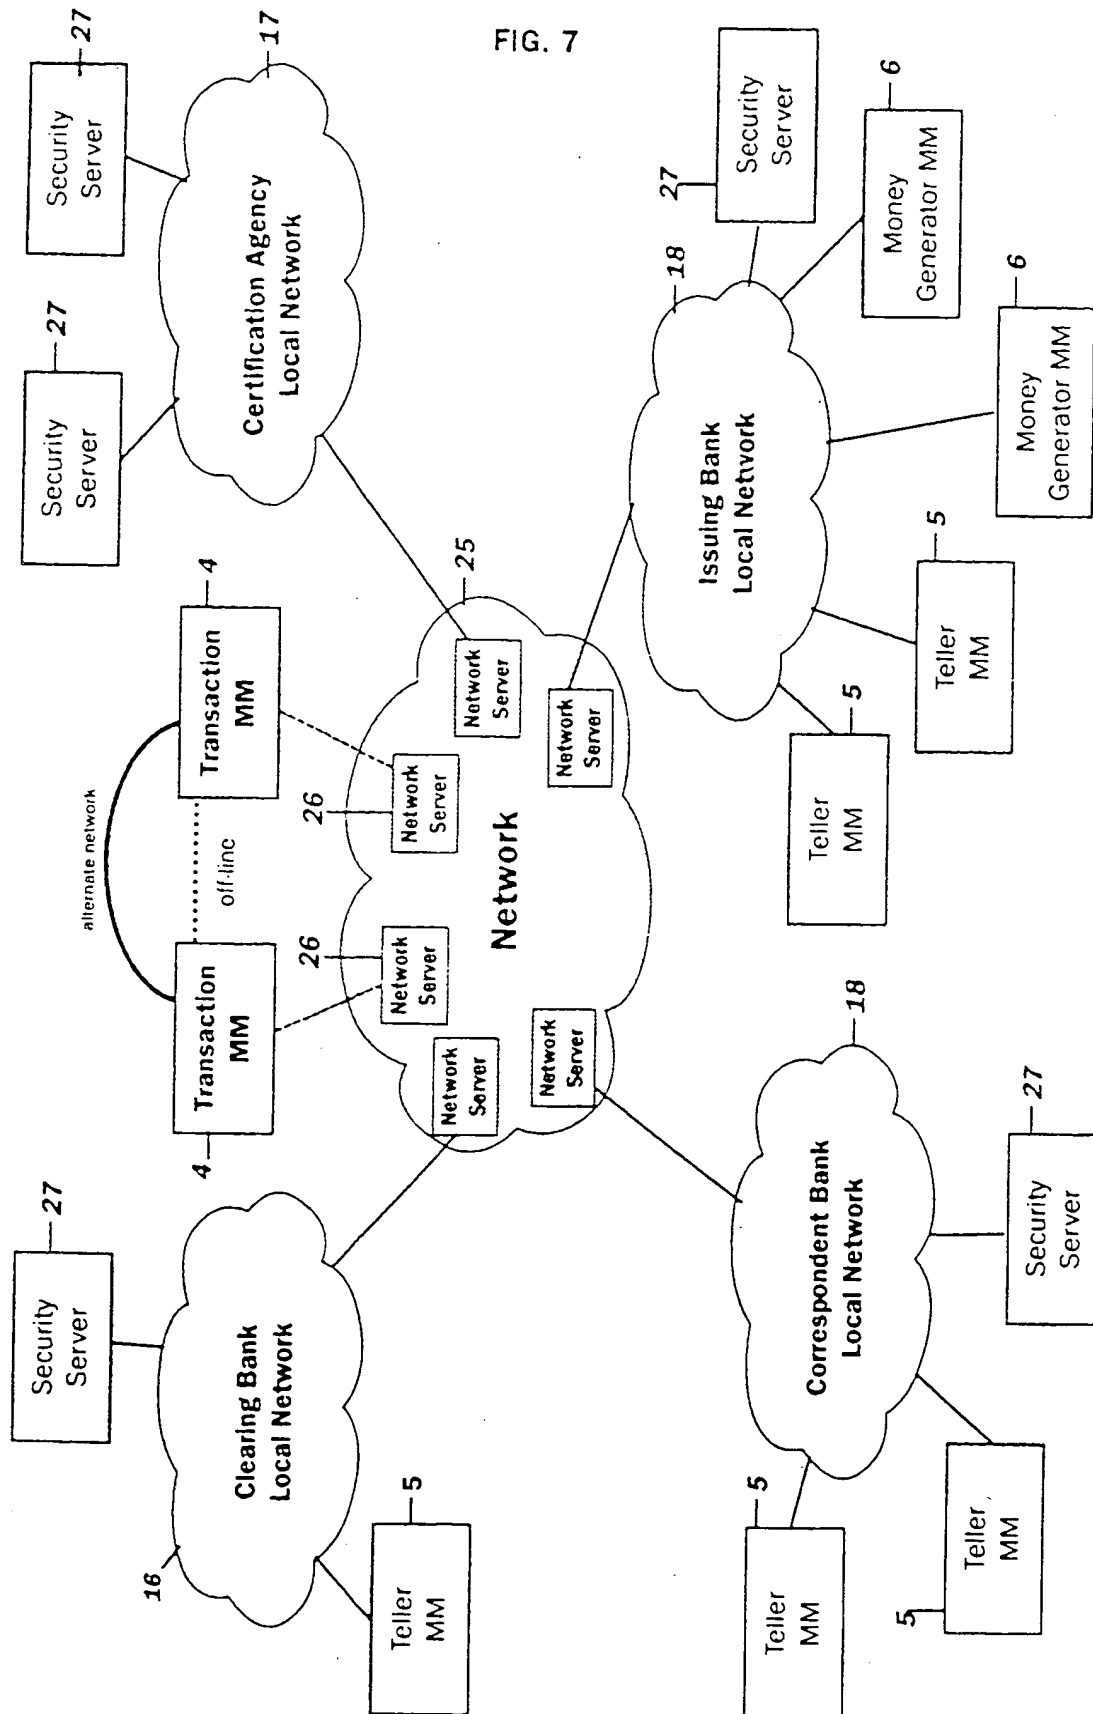 FIG. 7
27
Security
Server
27
Security
Server
17
Certification Agency
Local Network
4
Transaction
MM
alternate network
off-line
Transaction
MM
4
27
Security
Server
Clearing Bank
Local Network
16
5
Teller
MM
25
Network
Server
Network
Server
26
Network
Server
26
Network
Server
Network
Server
Network
Server
Network
27
Security
Server
18
Issuing Bank
Local Network
6
Money
Generator MM
6
Money
Generator MM
5
Teller
MM
5
Teller
MM
18
Correspondent Bank
Local Network
27
Security
Server
5
Teller
MM
5
Teller
MM